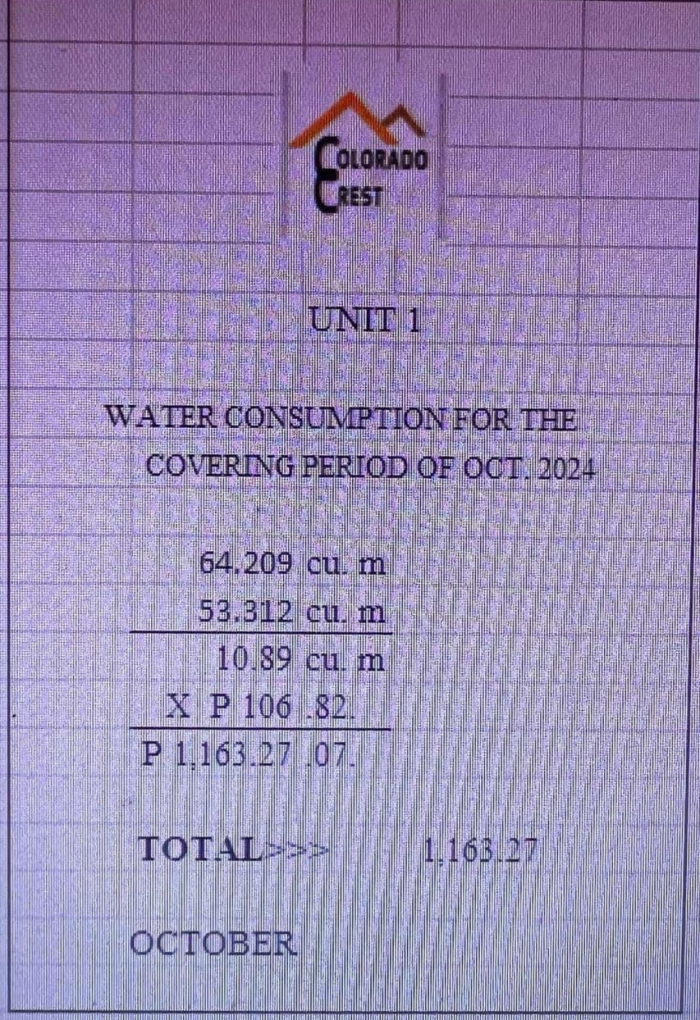 COLORADO
CREST
UNIT 1
WATER CONSUMPTION FOR THE
COVERING PERIOD OF OCT. 2024
64.209 cu. m
53.312 cu. m
10.89 cu. m
X P 106 .82.
P 1,163.27 .07.
TOTAL>>> 1,163.27
OCTOBER